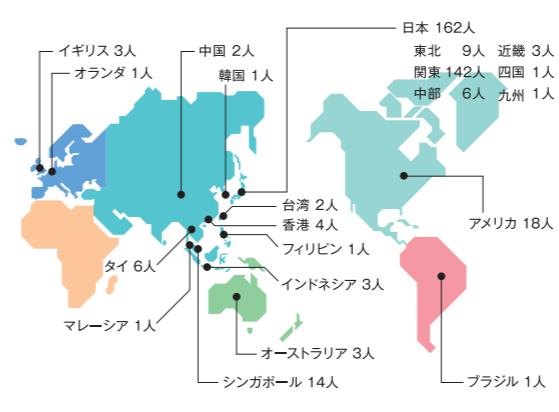 日本 162人
東北 9人 近畿 3人
関東 142人 四国 1人
中部 6人 九州 1人
イギリス 3人
オランダ 1人
中国 2人
韓国 1人
台湾 2人
香港 4人
フィリピン 1人
タイ 6人
インドネシア 3人
マレーシア 1人
オーストラリア 3人
シンガポール 14人
アメリカ 18人
ブラジル 1人